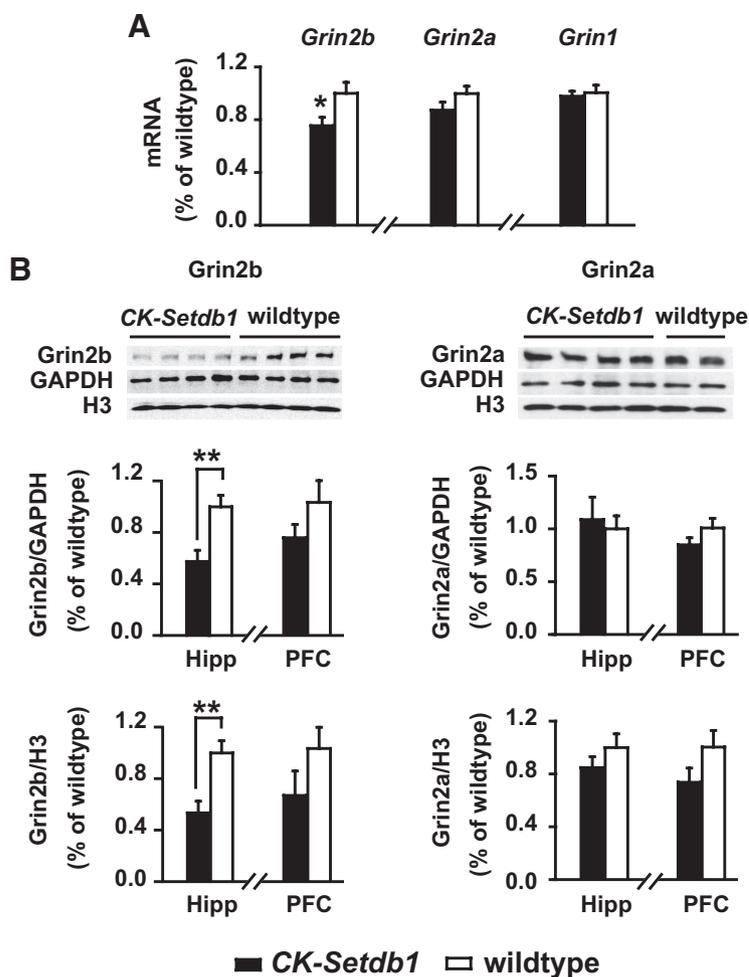 A
Grin2b Grin2a Grin1
mRNA
(% of wildtype)
1.2
0.8
0.4
0.0
*
B
Grin2b
CK-Setdb1 wildtype
Grin2b
GAPDH
H3
Grin2a
CK-Setdb1 wildtype
Grin2a
GAPDH
H3
Grin2b/GAPDH
(% of wildtype)
1.2
0.8
0.4
0.0
**
Hipp PFC
Grin2a/GAPDH
(% of wildtype)
1.5
1.0
0.5
0.0
Hipp PFC
Grin2b/H3
(% of wildtype)
1.2
0.8
0.4
0.0
**
Hipp PFC
Grin2a/H3
(% of wildtype)
1.2
0.8
0.4
0.0
Hipp PFC
CK-Setdb1 wildtype